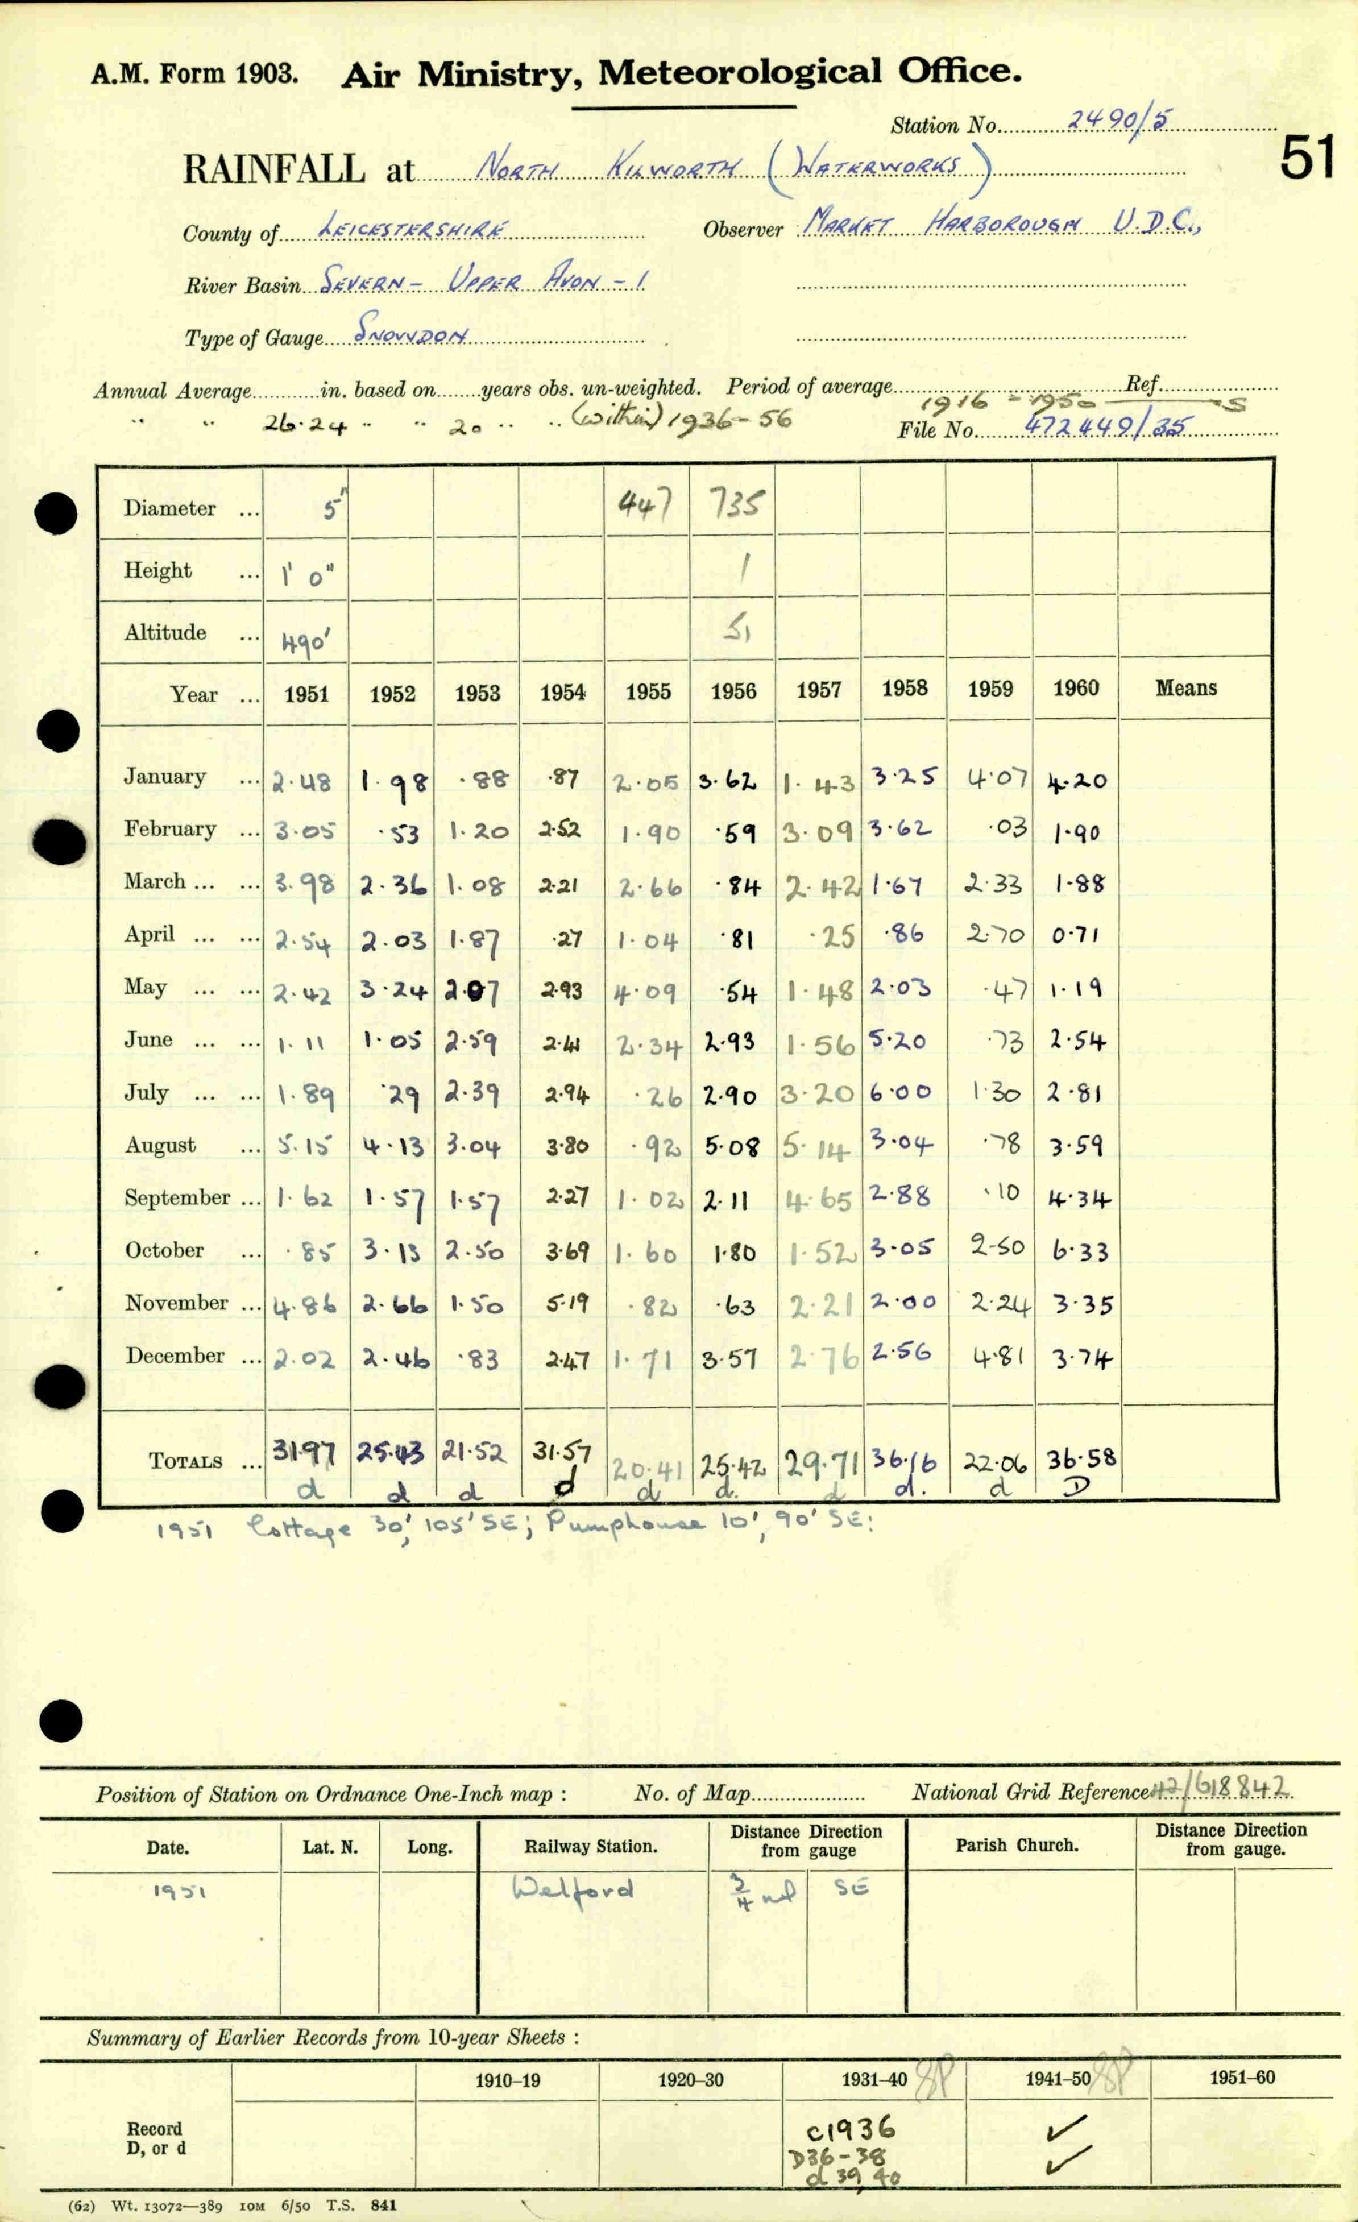 A.M. Form 1903. Air Ministry, Meteorological Office.
Station No. 2490/5
51
RAINFALL at NORTH KILWORTH (WATERWORKS)
County of LEICESTERSHIRE Observer MARKET HARBOROUGH U.D.C.,
River Basin SEVERN - UPPER AVON - 1
Type of Gauge SNOWDON
Annual Average in. based on years obs. un-weighted. Period of average Ref.
" " 26.24 " " 20 " " (within) 1936-56 1916 - 1950 S
File No. 472449/35
Diameter ... 5" 447 735
Height ... 1' 0" 1
Altitude ... 490' 51
Year ... 1951 1952 1953 1954 1955 1956 1957 1958 1959 1960 Means
January ... 2.48 1.98 .88 .87 2.05 3.62 1.43 3.25 4.07 4.20
February ... 3.05 .53 1.20 2.52 1.90 .59 3.09 3.62 .03 1.90
March ... ... 3.98 2.36 1.08 2.21 2.66 .84 2.42 1.67 2.33 1.88
April ... ... 2.54 2.03 1.87 .27 1.04 .81 .25 .86 2.70 0.71
May ... ... 2.42 3.24 2.07 2.93 4.09 .54 1.48 2.03 .47 1.19
June ... ... 1.11 1.05 2.59 2.41 2.34 2.93 1.56 5.20 .73 2.54
July ... ... 1.89 .29 2.39 2.94 .26 2.90 3.20 6.00 1.30 2.81
August ... 5.15 4.13 3.04 3.80 .92 5.08 5.14 3.04 .78 3.59
September ... 1.62 1.57 1.57 2.27 1.02 2.11 4.65 2.88 .10 4.34
October ... .85 3.13 2.50 3.69 1.60 1.80 1.52 3.05 2.50 6.33
November ... 4.86 2.66 1.50 5.19 .82 .63 2.21 2.00 2.24 3.35
December ... 2.02 2.46 .83 2.47 1.71 3.57 2.76 2.56 4.81 3.74
TOTALS ... 31.97 25.43 21.52 31.57 20.41 25.42 29.71 36.16 22.06 36.58
d d d d d d. d d. d D
1951 Cottage 30', 105' SE; Pumphouse 10', 90' SE:
Position of Station on Ordnance One-Inch map : No. of Map National Grid Reference 42/618842
Date. Lat. N. Long. Railway Station. Distance from Direction gauge Parish Church. Distance from Direction gauge.
1951 Welford 3/4 ml SE
Summary of Earlier Records from 10-year Sheets :
1910-19 1920-30 1931-40 SP 1941-50 SP 1951-60
Record D, or d
c1936 ✓
D36-38 ✓
d 39, 40
(62) Wt. 13072—389 10M 6/50 T.S. 841